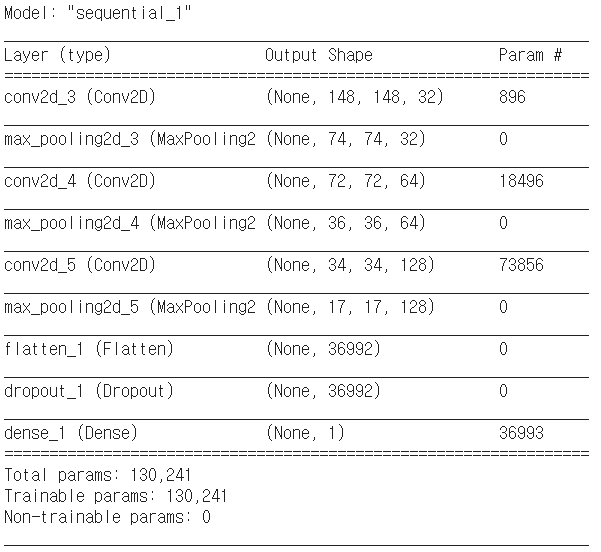 Model: "sequential_1"
Layer (type) Output Shape Param #
conv2d_3 (Conv2D) (None, 148, 148, 32) 896
max_pooling2d_3 (MaxPooling2 (None, 74, 74, 32) 0
conv2d_4 (Conv2D) (None, 72, 72, 64) 18496
max_pooling2d_4 (MaxPooling2 (None, 36, 36, 64) 0
conv2d_5 (Conv2D) (None, 34, 34, 128) 73856
max_pooling2d_5 (MaxPooling2 (None, 17, 17, 128) 0
flatten_1 (Flatten) (None, 36992) 0
dropout_1 (Dropout) (None, 36992) 0
dense_1 (Dense) (None, 1) 36993
Total params: 130,241
Trainable params: 130,241
Non-trainable params: 0